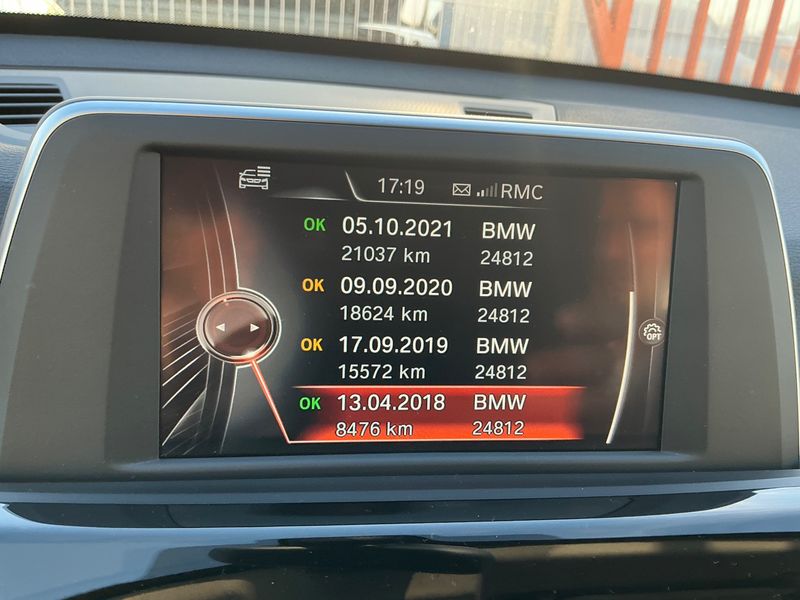 17:19 RMC
OK 05.10.2021 BMW
21037 km 24812
OK 09.09.2020 BMW
18624 km 24812
OK 17.09.2019 BMW
15572 km 24812
OPT
OK 13.04.2018 BMW
8476 km 24812